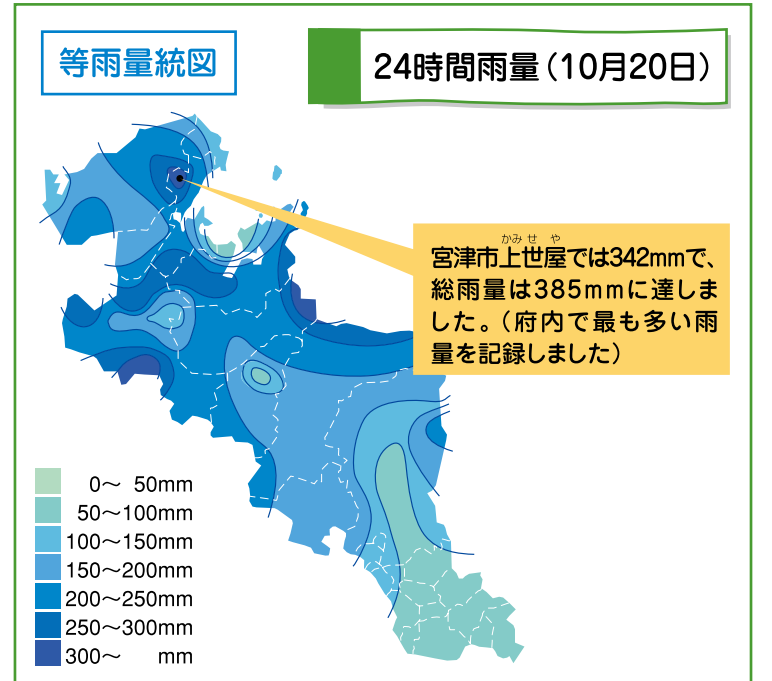 等雨量統図
24時間雨量（10月20日）
かみせや
宮津市上世屋では342mmで、
総雨量は385mmに達しま
した。（府内で最も多い雨
量を記録しました）
0〜 50mm
50〜100mm
100〜150mm
150〜200mm
200〜250mm
250〜300mm
300〜 mm